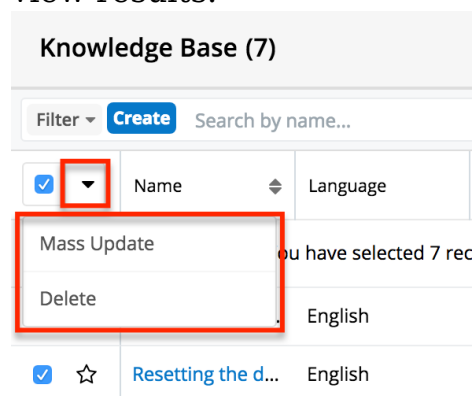 Knowledge Base (7)
Filter Create Search by name...
Name Language
Mass Update
you have selected 7 rec
Delete
English
Resetting the d... English